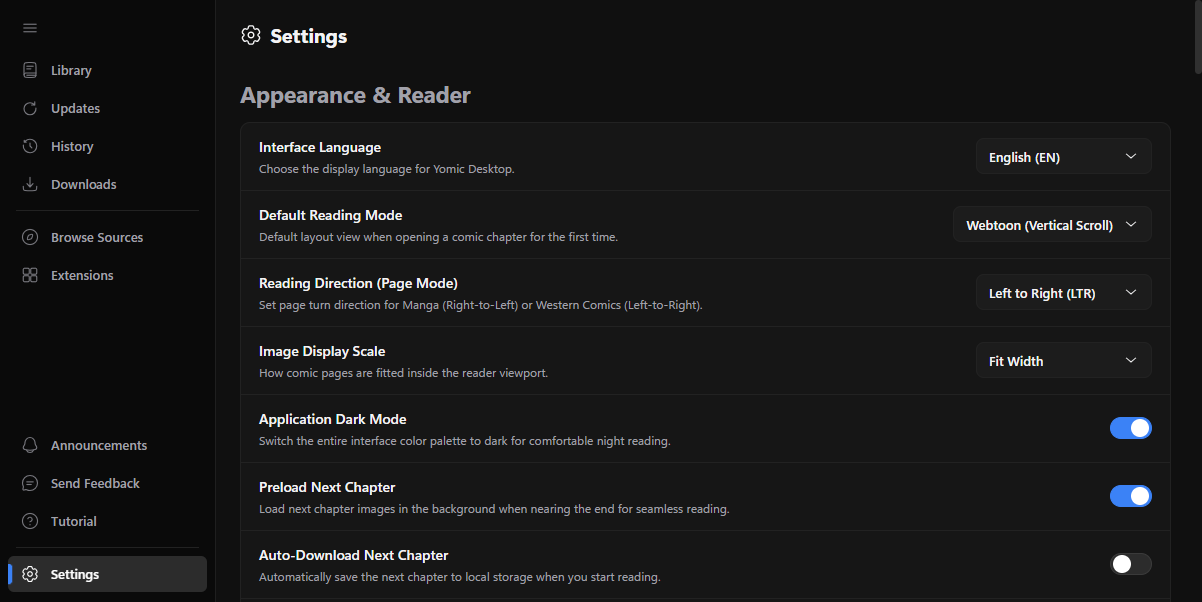 Library
Updates
History
Downloads
Browse Sources
Extensions
Announcements
Send Feedback
Tutorial
Settings
Settings
Appearance & Reader
Interface Language
Choose the display language for Yomic Desktop.
English (EN)
Default Reading Mode
Default layout view when opening a comic chapter for the first time.
Webtoon (Vertical Scroll)
Reading Direction (Page Mode)
Set page turn direction for Manga (Right-to-Left) or Western Comics (Left-to-Right).
Left to Right (LTR)
Image Display Scale
How comic pages are fitted inside the reader viewport.
Fit Width
Application Dark Mode
Switch the entire interface color palette to dark for comfortable night reading.
Preload Next Chapter
Load next chapter images in the background when nearing the end for seamless reading.
Auto-Download Next Chapter
Automatically save the next chapter to local storage when you start reading.